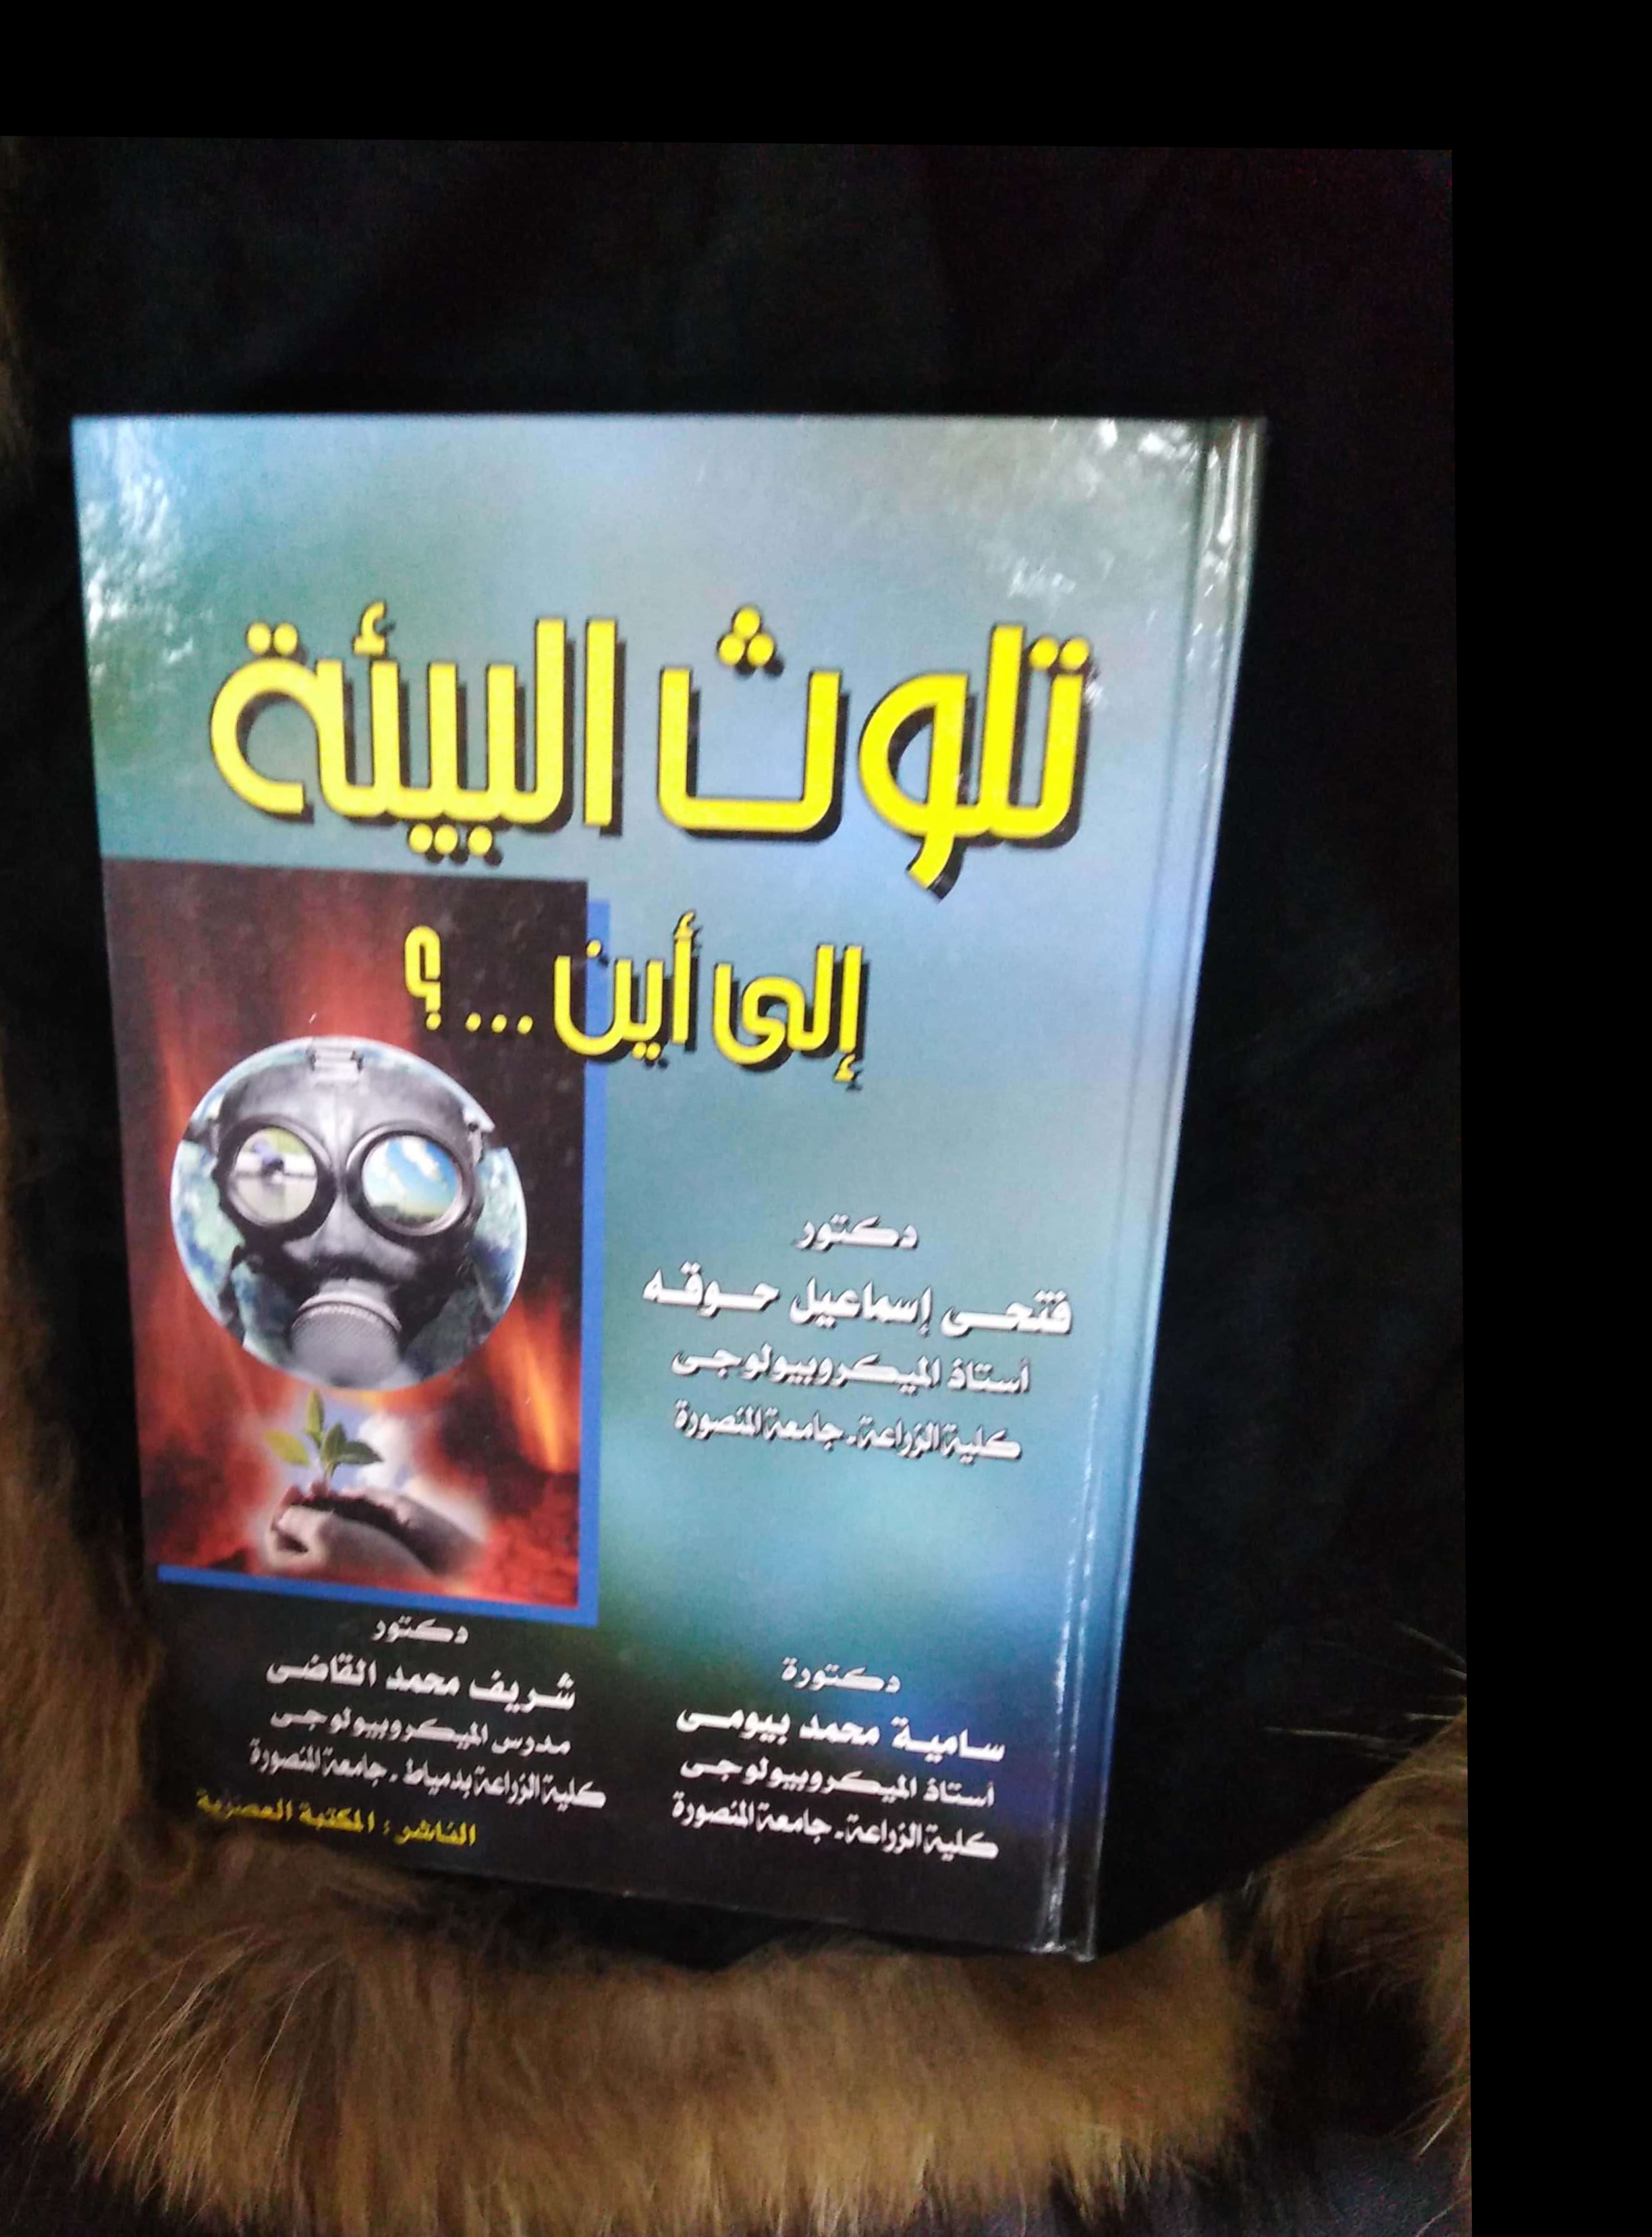 تلوث البيئة
إلى أين ...؟
دكتور
فتحى إسماعيل حوقه
أستاذ الميكروبيولوجى
كلية الزراعة ـ جامعة المنصورة
دكتورة
سامية محمد بيومى
أستاذ الميكروبيولوجى
كلية الزراعة ـ جامعة المنصورة
دكتور
شريف محمد القاضى
مدرس الميكروبيولوجى
كلية الزراعة بدمياط ـ جامعة المنصورة
الناشر : المكتبة العصرية